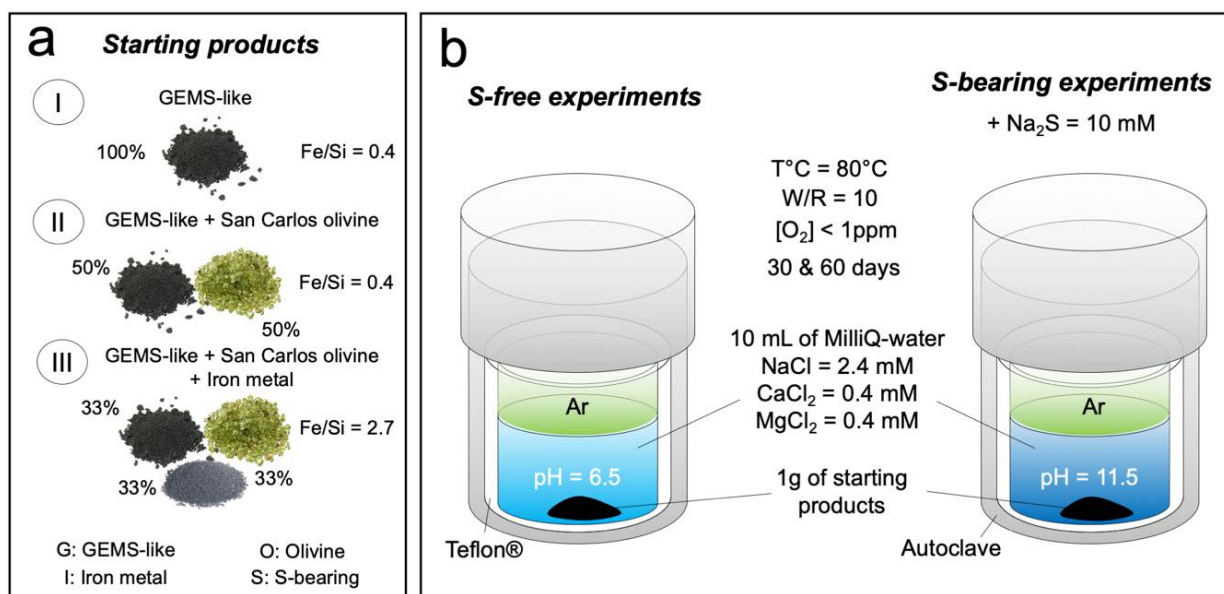 a
Starting products
I
GEMS-like
100%
Fe/Si = 0.4
II
GEMS-like + San Carlos olivine
50%
Fe/Si = 0.4
50%
III
GEMS-like + San Carlos olivine
+ Iron metal
33%
Fe/Si = 2.7
33%
33%
G: GEMS-like
O: Olivine
I: Iron metal
S: S-bearing
b
S-free experiments
S-bearing experiments
+ Na₂S = 10 mM
T°C = 80°C
W/R = 10
[O₂] < 1ppm
30 & 60 days
10 mL of MilliQ-water
NaCl = 2.4 mM
CaCl₂ = 0.4 mM
MgCl₂ = 0.4 mM
Ar
Ar
pH = 6.5
1g of starting
products
pH = 11.5
Teflon®
Autoclave